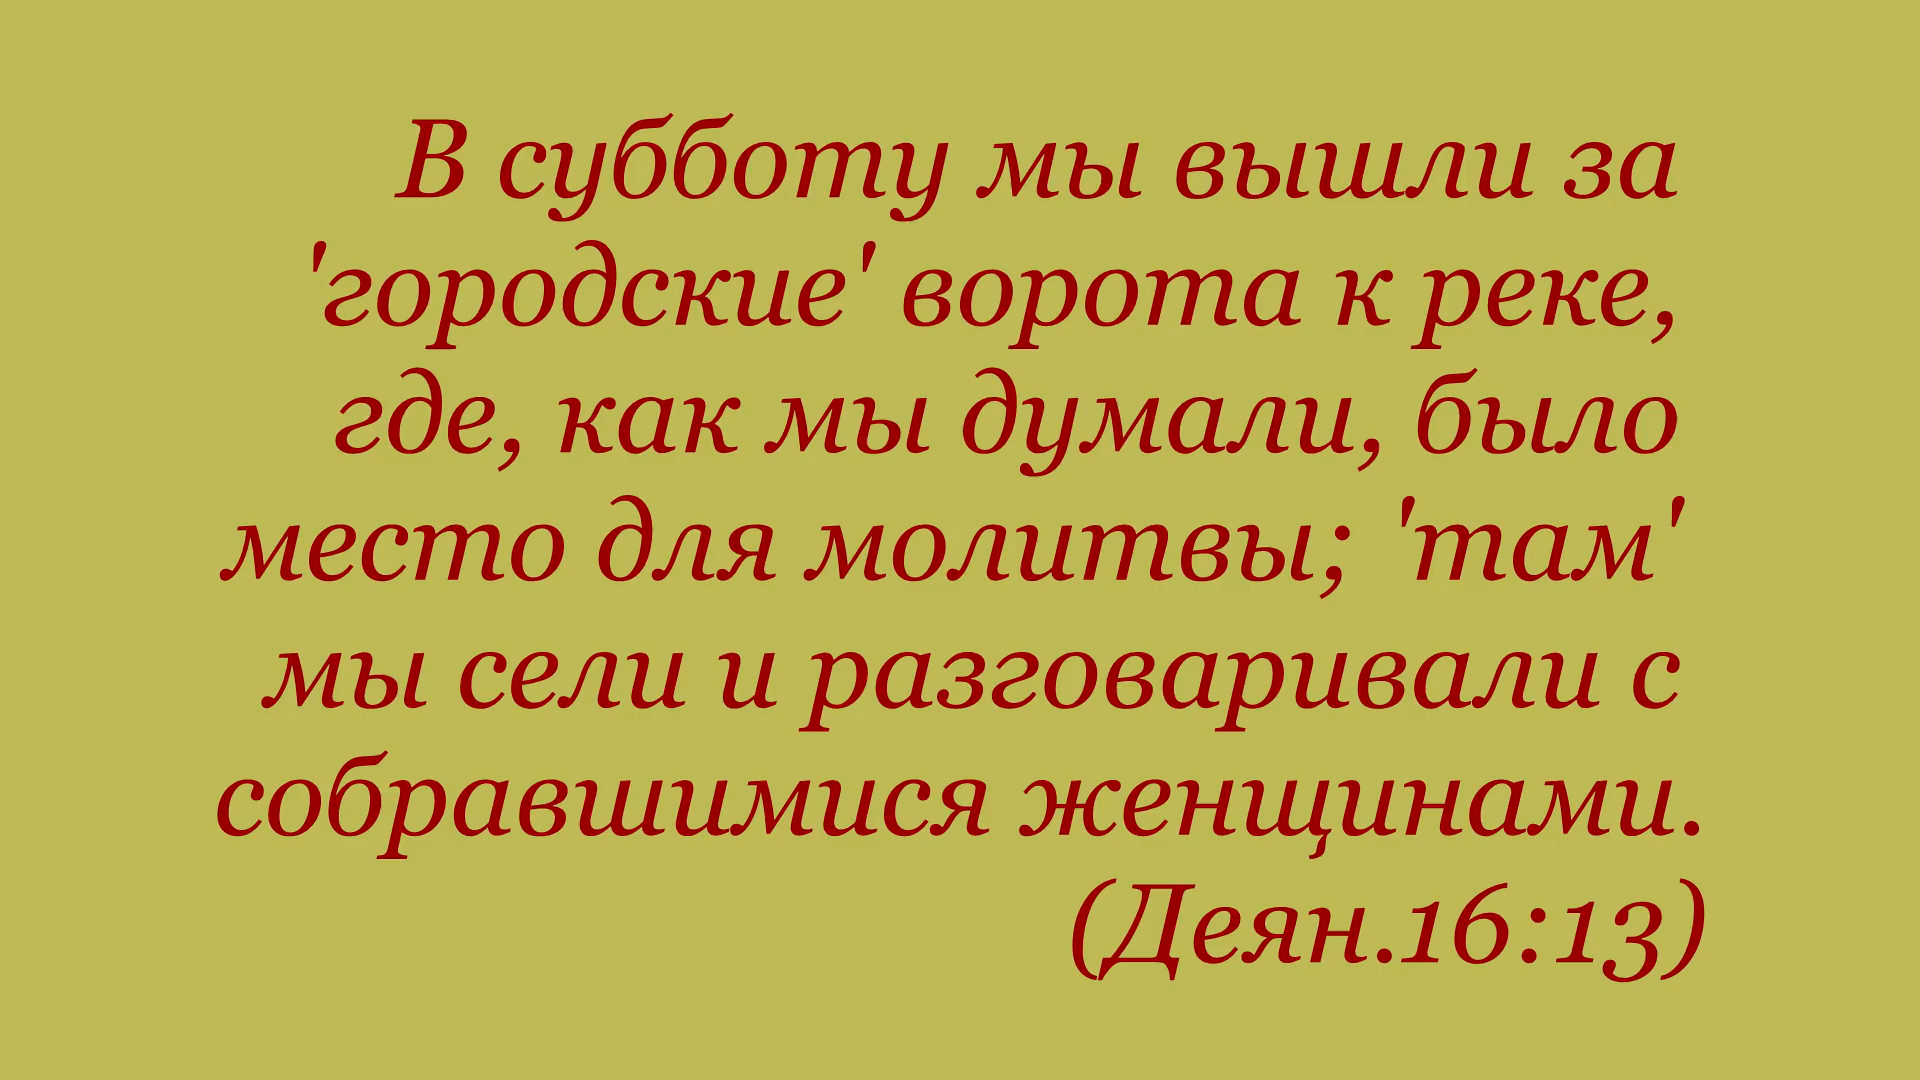 В субботу мы вышли за
'городские' ворота к реке,
где, как мы думали, было
место для молитвы; 'там'
мы сели и разговаривали с
собравшимися женщинами.
(Деян.16:13)